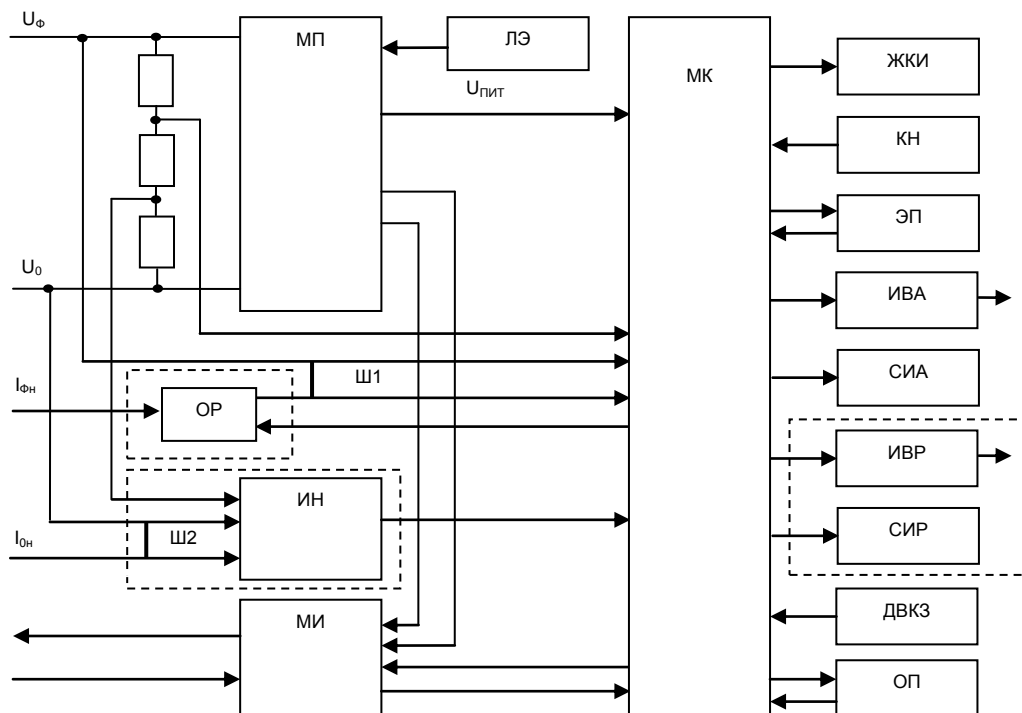 UФ
МП
ЛЭ
МК
ЖКИ
UПИТ
КН
ЭП
U0
ИВА
Ш1
СИА
IФн
ОР
ИВР
ИН
I0н
Ш2
СИР
МИ
ДВКЗ
ОП